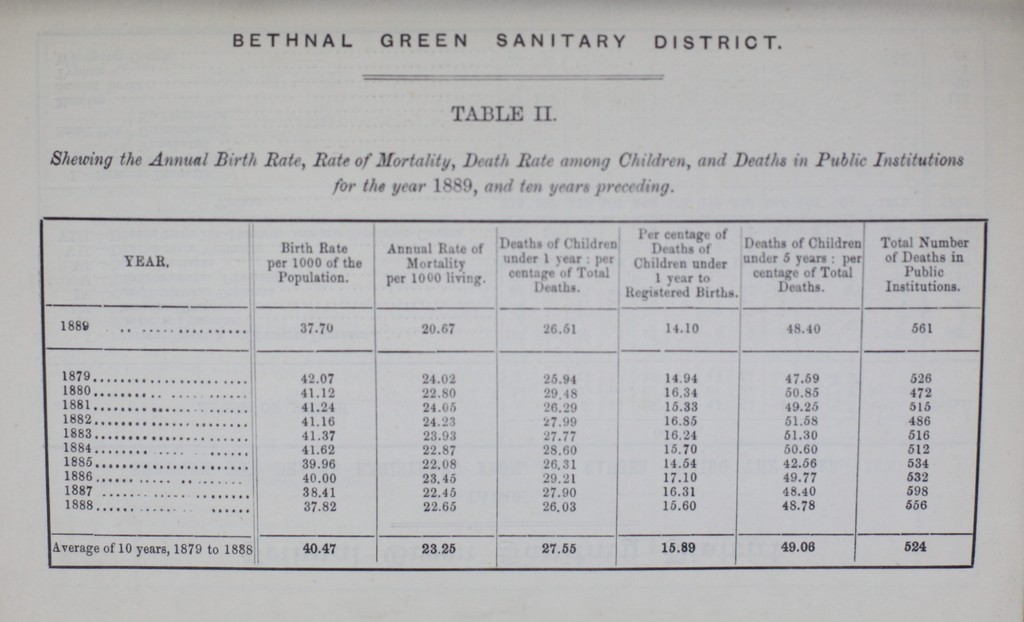 BETHNAL GREEN SANITARY DISTRICT.
TABLE II.
Shewing the Annual Birth Rate, Rate of Mortality, Death Rate among Children, and Deaths in Public Institutions
for the year 1889, and ten years preceding.
YEAR. Birth Rate per 1000 of the Population. Annual Rate of Mortality per 1000 living. Deaths of Children under 1 year : per centage of Total Deaths. Per centage of Deaths of Children under 1 year to Registered Births. Deaths of Children under 5 years : per centage of Total Deaths. Total Number of Deaths in Public Institutions.
1889 37.70 20.67 26.51 14.10 48.40 561
1879 42.07 24.02 25.94 14.94 47.59 526
1880 41.12 22.80 29.48 16.34 50.85 472
1881 41.24 24.05 26.29 15.33 49.25 515
1882 41.16 24.23 27.99 16.85 51.58 486
1883 41.37 23.93 27.77 16.24 51.30 516
1884 41.62 22.87 28.60 15.70 50.60 512
1885 39.96 22.08 26.31 14.54 42.56 534
1886 40.00 23.45 29.21 17.10 49.77 532
1887 38.41 22.45 27.90 16.31 48.40 598
1888 37.82 22.65 26.03 15.60 48.78 556
Average of 10 years, 1879 to 1888 40.47 23.25 27.55 15.89 49.06 524